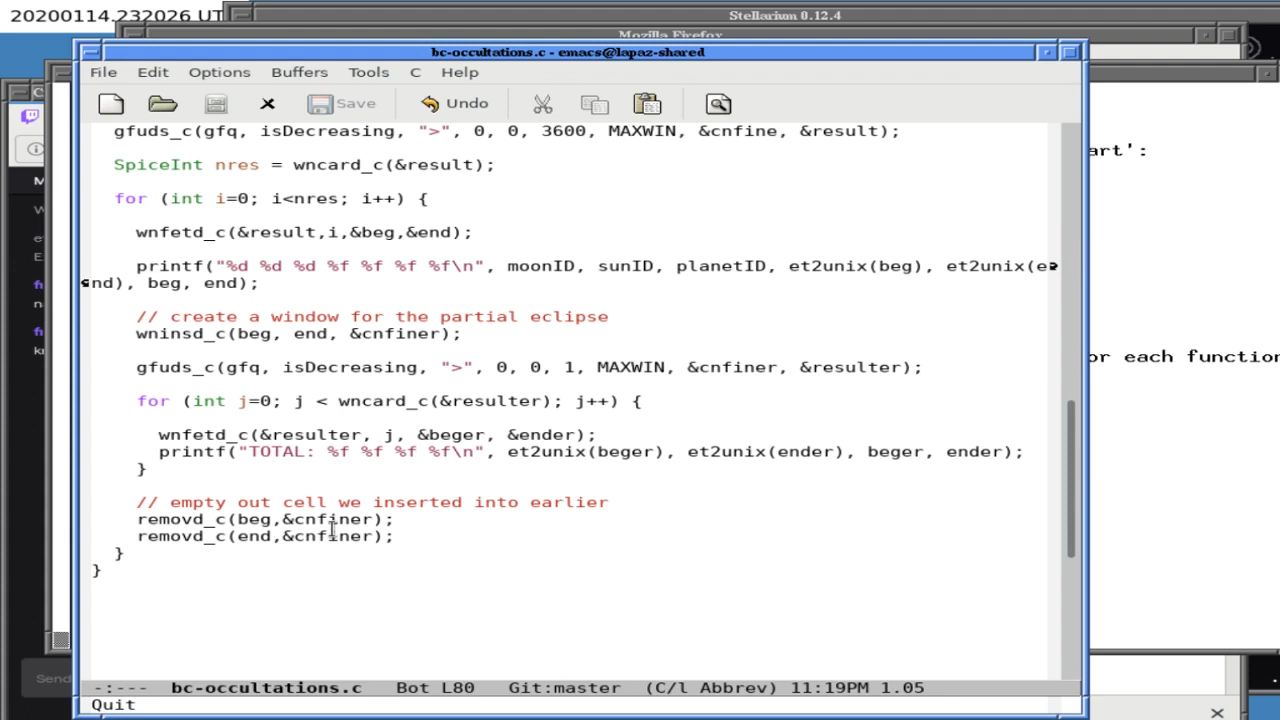 20200114.232026 UT
Stellarium 0.12.4
Mozilla Firefox
bc-occultations.c - emacs@lapaz-shared
File Edit Options Buffers Tools C Help
Save Undo
gfuds_c(gfq, isDecreasing, ">", 0, 0, 3600, MAXWIN, &cnfine, &result);
SpiceInt nres = wncard_c(&result);
for (int i=0; i<nres; i++) {
wnfetd_c(&result,i,&beg,&end);
printf("%d %d %d %f %f %f %f\n", moonID, sunID, planetID, et2unix(beg), et2unix(e
nd), beg, end);
// create a window for the partial eclipse
wninsd_c(beg, end, &cnfiner);
gfuds_c(gfq, isDecreasing, ">", 0, 0, 1, MAXWIN, &cnfiner, &resulter);
for (int j=0; j < wncard_c(&resulter); j++) {
wnfetd_c(&resulter, j, &beger, &ender);
printf("TOTAL: %f %f %f %f\n", et2unix(beger), et2unix(ender), beger, ender);
}
// empty out cell we inserted into earlier
removd_c(beg,&cnfiner);
removd_c(end,&cnfiner);
}
}
-:--- bc-occultations.c Bot L80 Git:master (C/l Abbrev) 11:19PM 1.05
Quit
art':
or each function
Send